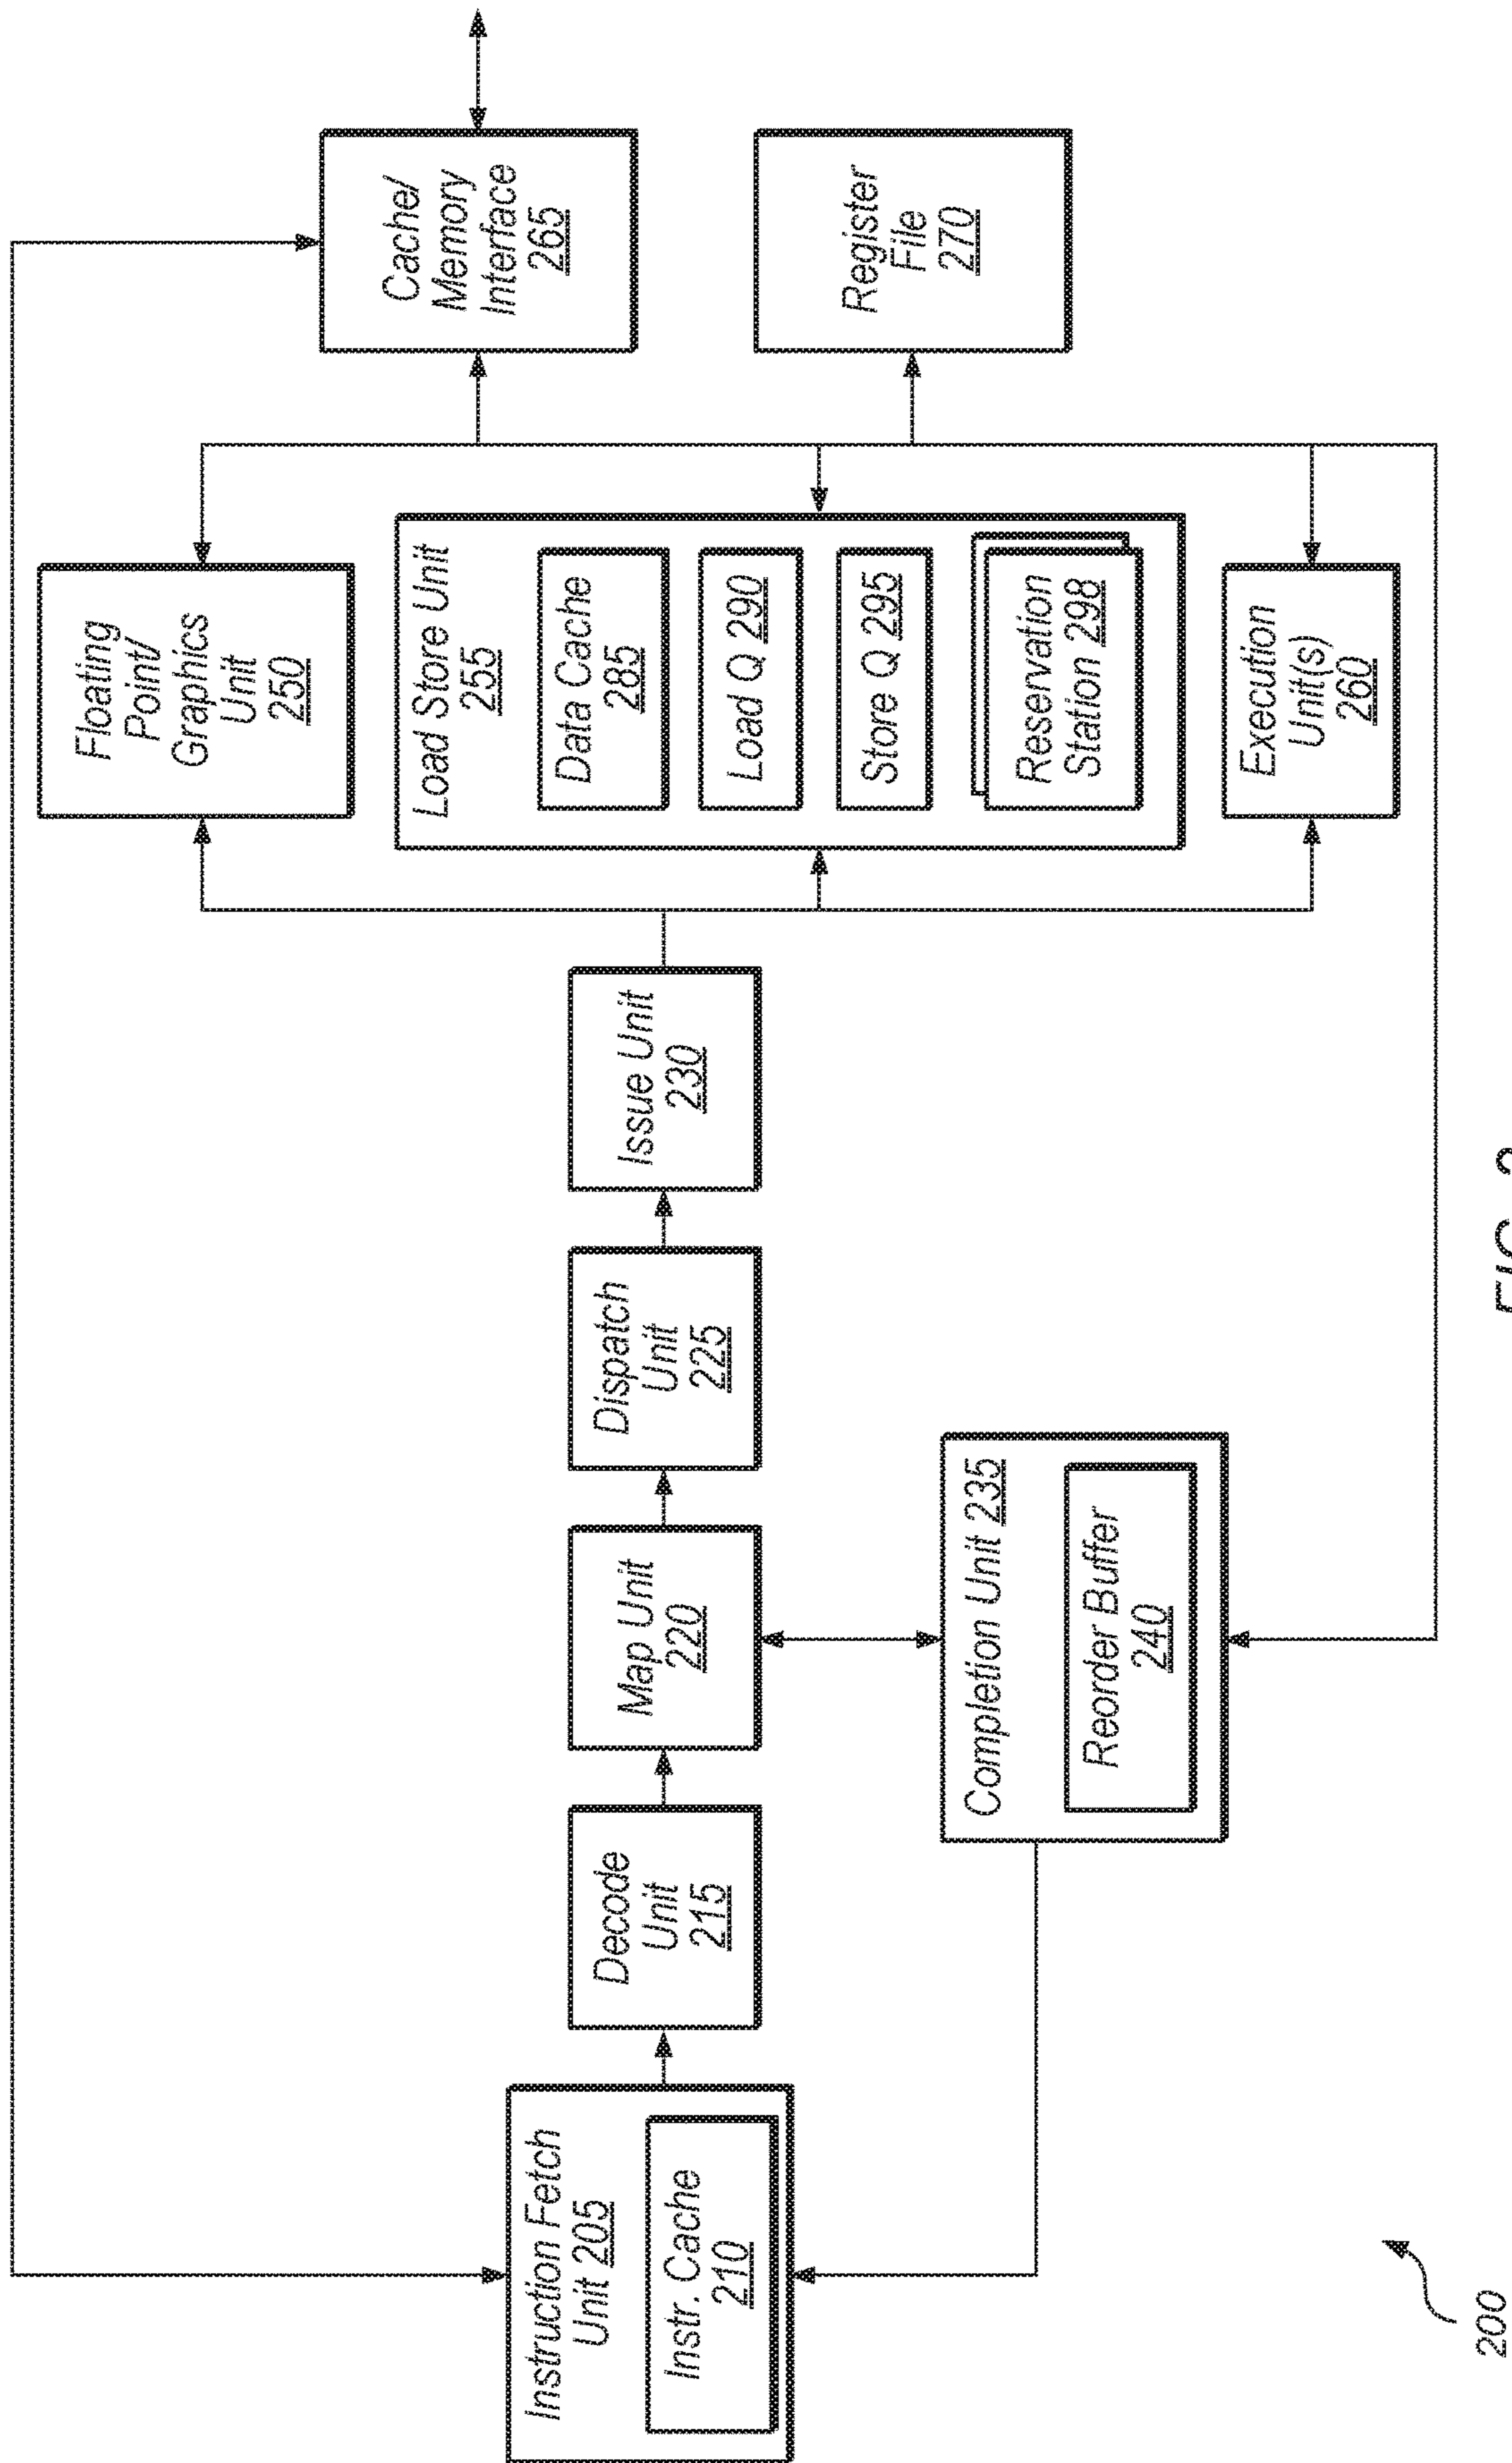 Floating
Point/
Graphics
Unit
250
Cache/
Memory
Interface
265
Instruction Fetch
Unit 205
Instr. Cache
210
Decode
Unit
215
Map Unit
220
Dispatch
Unit
225
Issue Unit
230
Load Store Unit
255
Data Cache
285
Load Q 290
Store Q 295
Reservation
Station 298
Register
File
270
Completion Unit 235
Reorder Buffer
240
Execution
Unit(s)
260
200
FIG.